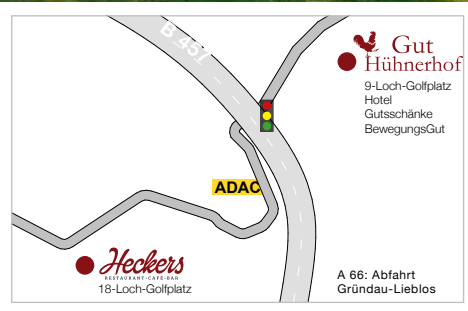 B 457
Gut
Hühnerhof
9-Loch-Golfplatz
Hotel
Gutsschänke
BewegungsGut
ADAC
Heckers
RESTAURANT-CAFÉ-BAR
18-Loch-Golfplatz
A 66: Abfahrt
Gründau-Lieblos